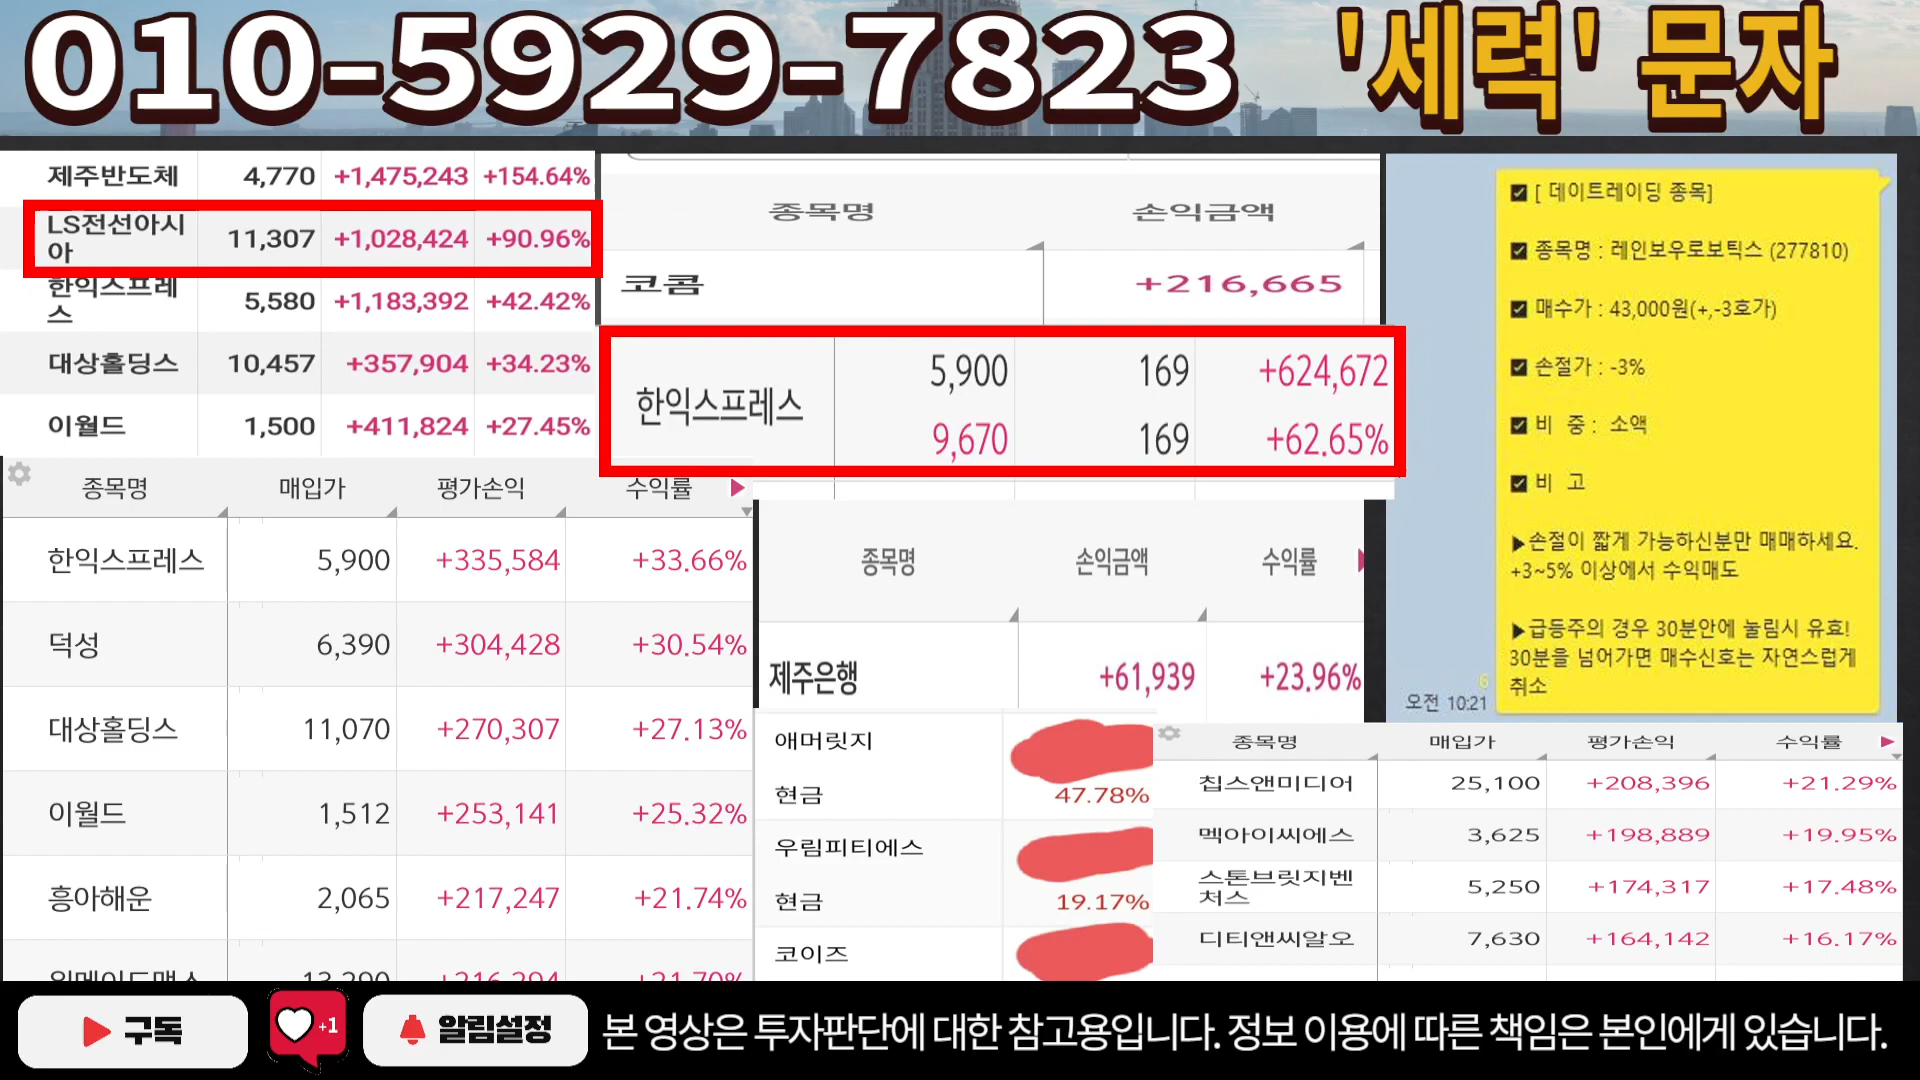 010-5929-7823 '세력' 문자
제주반도체 4,770 +1,475,243 +154.64%
LS전선아시아 11,307 +1,028,424 +90.96%
한익스프레스 5,580 +1,183,392 +42.42%
대상홀딩스 10,457 +357,904 +34.23%
이월드 1,500 +411,824 +27.45%
종목명 손익금액
코콤 +216,665
한익스프레스 5,900 169 +624,672
9,670 169 +62.65%
[ 데이트레이딩 종목]
종목명 : 레인보우로보틱스 (277810)
매수가 : 43,000원(+,-3호가)
손절가 : -3%
비 중 : 소액
비 고
▶손절이 짧게 가능하신분만 매매하세요.
+3~5% 이상에서 수익매도
▶급등주의 경우 30분안에 눌림시 유효!
30분을 넘어가면 매수신호는 자연스럽게
취소
6
오전 10:21
종목명 매입가 평가손익 수익률
한익스프레스 5,900 +335,584 +33.66%
덕성 6,390 +304,428 +30.54%
대상홀딩스 11,070 +270,307 +27.13%
이월드 1,512 +253,141 +25.32%
흥아해운 2,065 +217,247 +21.74%
종목명 손익금액 수익률
제주은행 +61,939 +23.96%
애머릿지
현금 47.78%
우림피티에스
현금 19.17%
코이즈
종목명 매입가 평가손익 수익률
칩스앤미디어 25,100 +208,396 +21.29%
멕아이씨에스 3,625 +198,889 +19.95%
스톤브릿지벤처스 5,250 +174,317 +17.48%
디티앤씨알오 7,630 +164,142 +16.17%
구독 +1 알림설정 본 영상은 투자판단에 대한 참고용입니다. 정보 이용에 따른 책임은 본인에게 있습니다.